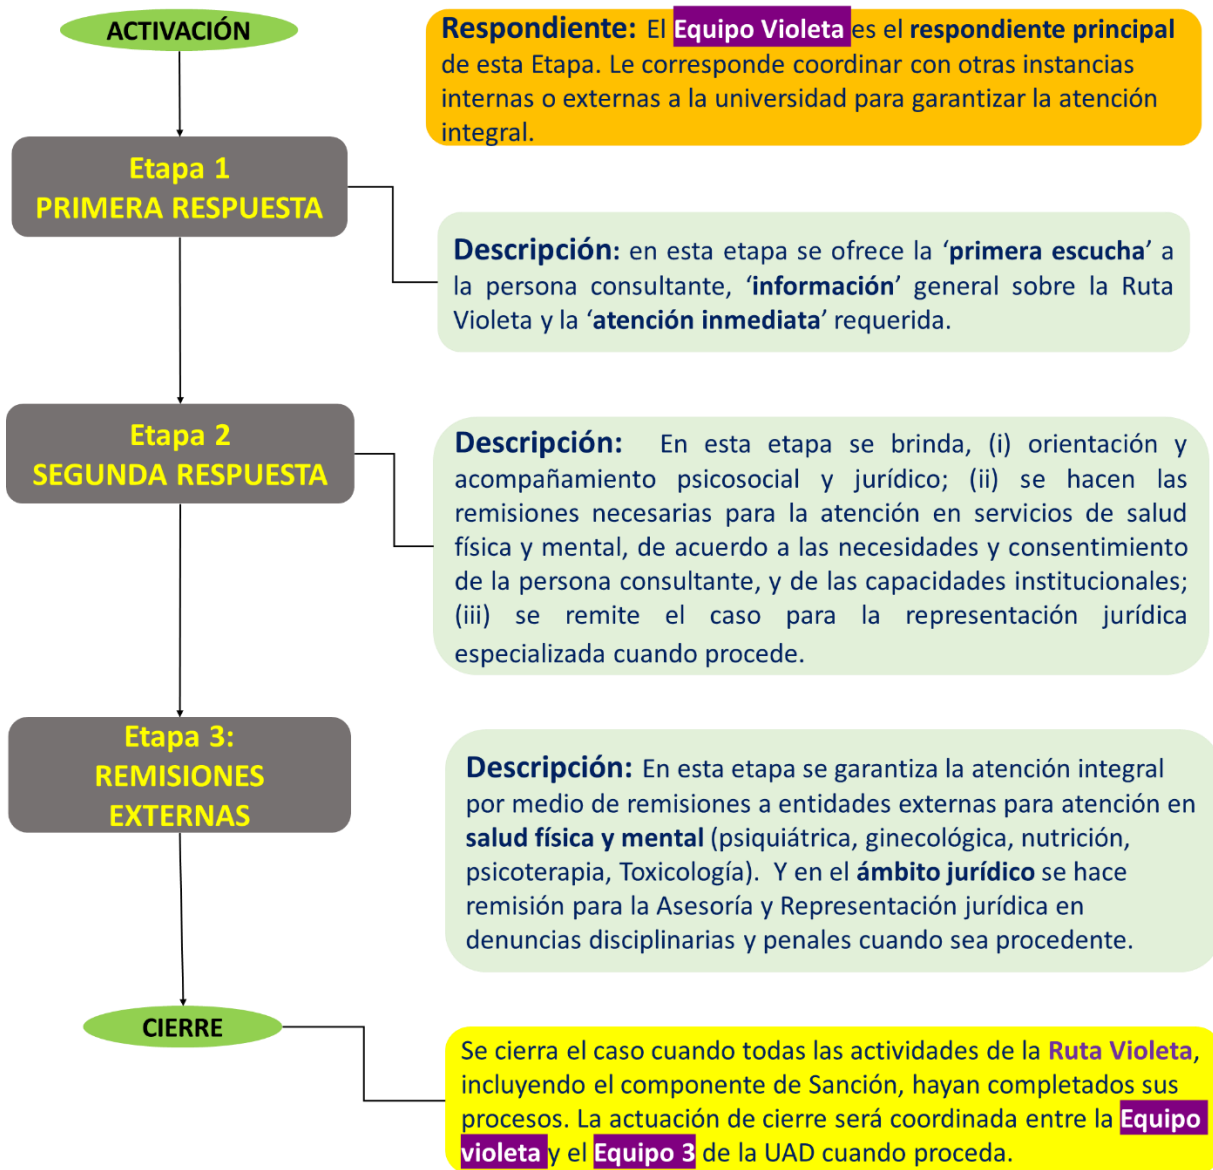 ACTIVACIÓN
Respondiente: El Equipo Violeta es el respondiente principal
de esta Etapa. Le corresponde coordinar con otras instancias
internas o externas a la universidad para garantizar la atención
integral.
Etapa 1
PRIMERA RESPUESTA
Descripción: en esta etapa se ofrece la ‘primera escucha’ a
la persona consultante, ‘información’ general sobre la Ruta
Violeta y la ‘atención inmediata’ requerida.
Etapa 2
SEGUNDA RESPUESTA
Descripción: En esta etapa se brinda, (i) orientación y
acompañamiento psicosocial y jurídico; (ii) se hacen las
remisiones necesarias para la atención en servicios de salud
física y mental, de acuerdo a las necesidades y consentimiento
de la persona consultante, y de las capacidades institucionales;
(iii) se remite el caso para la representación jurídica
especializada cuando procede.
Etapa 3:
REMISIONES
EXTERNAS
Descripción: En esta etapa se garantiza la atención integral
por medio de remisiones a entidades externas para atención en
salud física y mental (psiquiátrica, ginecológica, nutrición,
psicoterapia, Toxicología). Y en el ámbito jurídico se hace
remisión para la Asesoría y Representación jurídica en
denuncias disciplinarias y penales cuando sea procedente.
CIERRE
Se cierra el caso cuando todas las actividades de la Ruta Violeta,
incluyendo el componente de Sanción, hayan completados sus
procesos. La actuación de cierre será coordinada entre la Equipo
violeta y el Equipo 3 de la UAD cuando proceda.